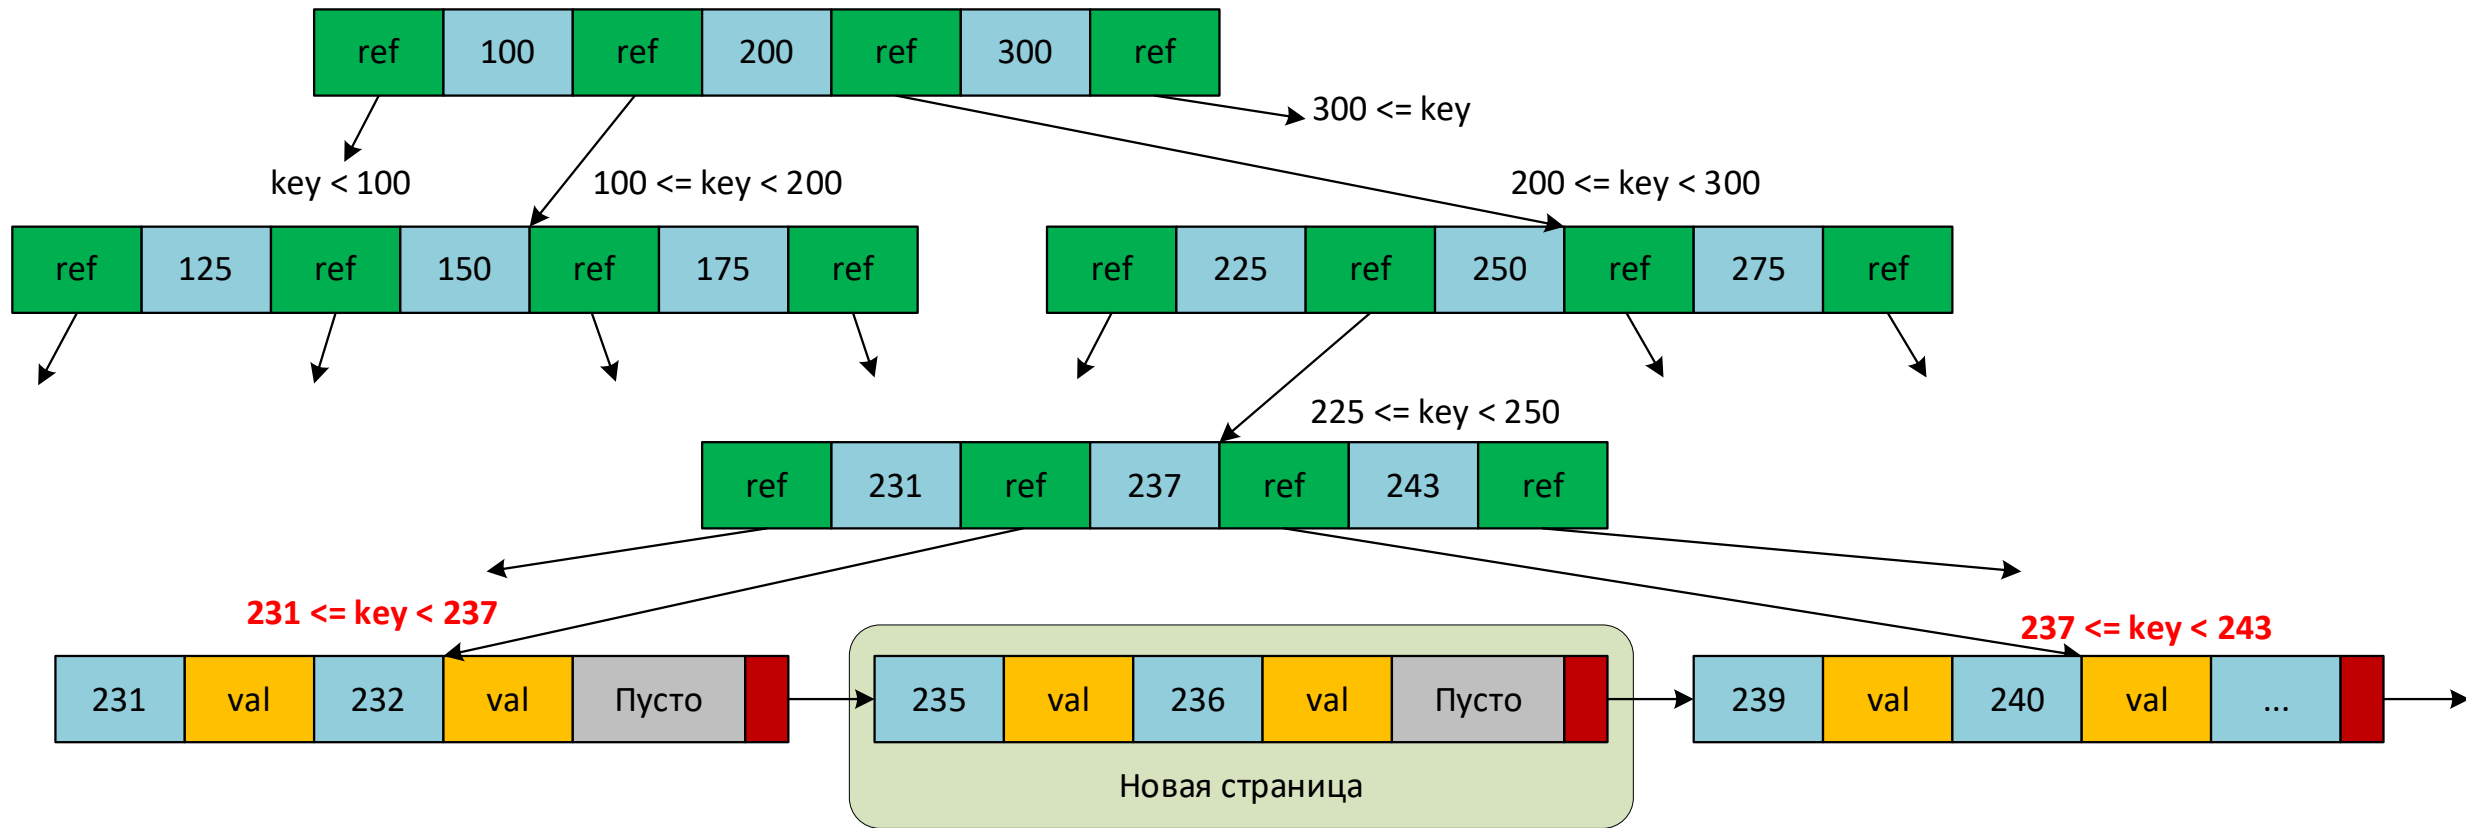 ref 100 ref 200 ref 300 ref
300 <= key
key < 100
100 <= key < 200
200 <= key < 300
ref 125 ref 150 ref 175 ref
ref 225 ref 250 ref 275 ref
225 <= key < 250
ref 231 ref 237 ref 243 ref
231 <= key < 237
237 <= key < 243
231 val 232 val Пусто
235 val 236 val Пусто
239 val 240 val ...
Новая страница